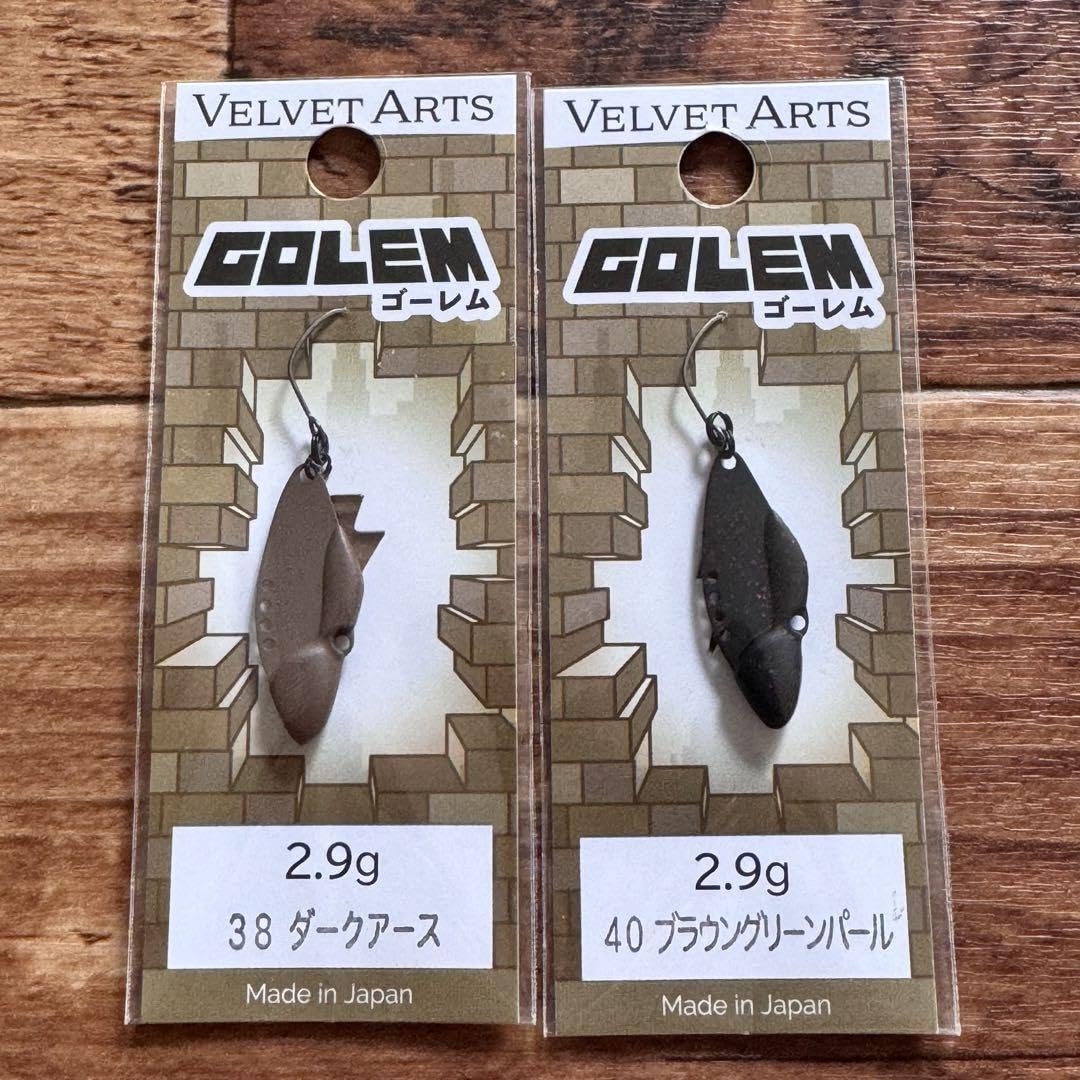 VELVET ARTS
GOLEM
ゴーレム
2.9g
38 ダークアース
Made in Japan
VELVET ARTS
GOLEM
ゴーレム
2.9g
40 ブラウングリーンパール
Made in Japan